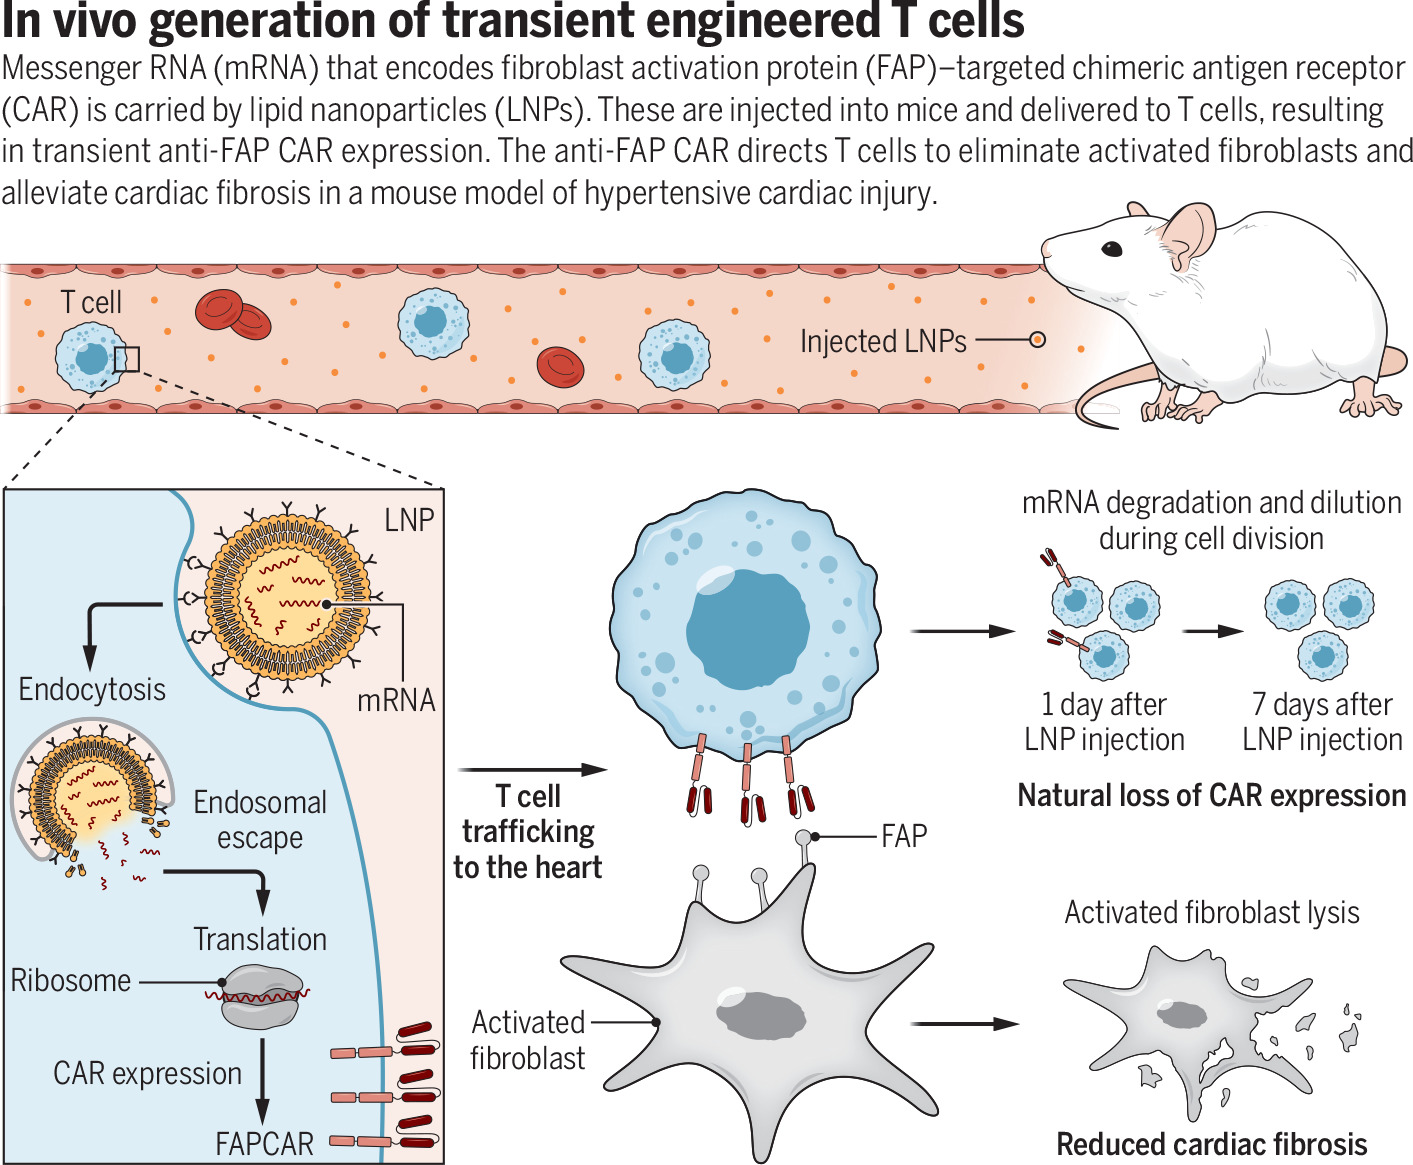 In vivo generation of transient engineered T cells
Messenger RNA (mRNA) that encodes fibroblast activation protein (FAP)–targeted chimeric antigen receptor
(CAR) is carried by lipid nanoparticles (LNPs). These are injected into mice and delivered to T cells, resulting
in transient anti-FAP CAR expression. The anti-FAP CAR directs T cells to eliminate activated fibroblasts and
alleviate cardiac fibrosis in a mouse model of hypertensive cardiac injury.
T cell
Injected LNPs
LNP
mRNA
Endocytosis
Endosomal
escape
Translation
Ribosome
CAR expression
FAPCAR
T cell
trafficking
to the heart
FAP
Activated
fibroblast
mRNA degradation and dilution
during cell division
1 day after
LNP injection
7 days after
LNP injection
Natural loss of CAR expression
Activated fibroblast lysis
Reduced cardiac fibrosis